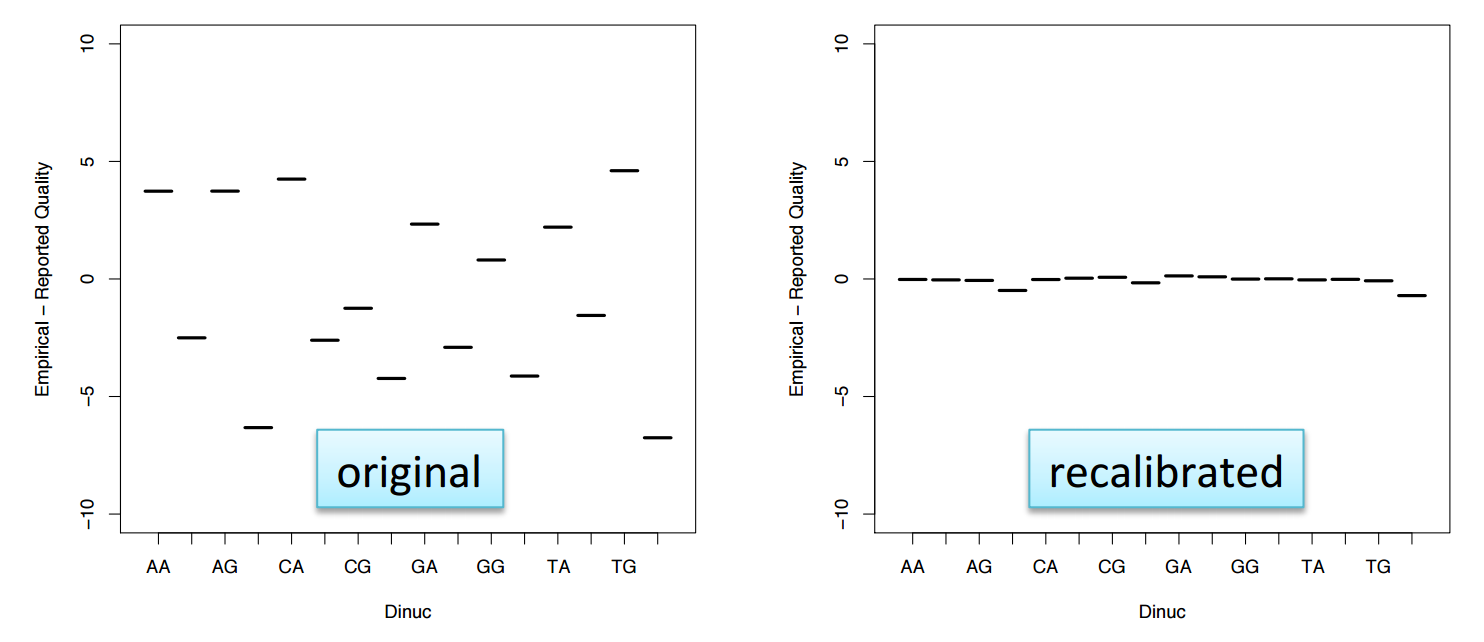 10
5
0
−5
−10
Empirical − Reported Quality
original
AA AG CA CG GA GG TA TG
Dinuc
10
5
0
−5
−10
Empirical − Reported Quality
recalibrated
AA AG CA CG GA GG TA TG
Dinuc